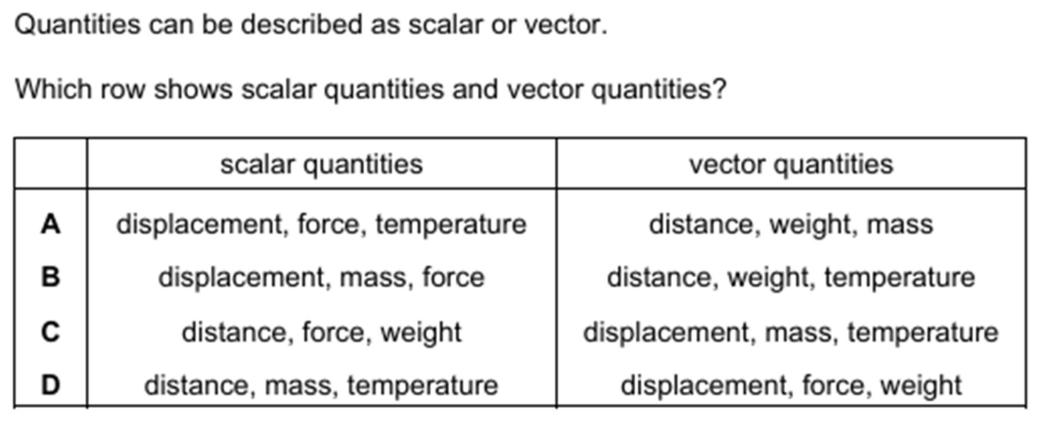 Quantities can be described as scalar or vector.
Which row shows scalar quantities and vector quantities?
scalar quantities vector quantities
A displacement, force, temperature distance, weight, mass
B displacement, mass, force distance, weight, temperature
C distance, force, weight displacement, mass, temperature
D distance, mass, temperature displacement, force, weight